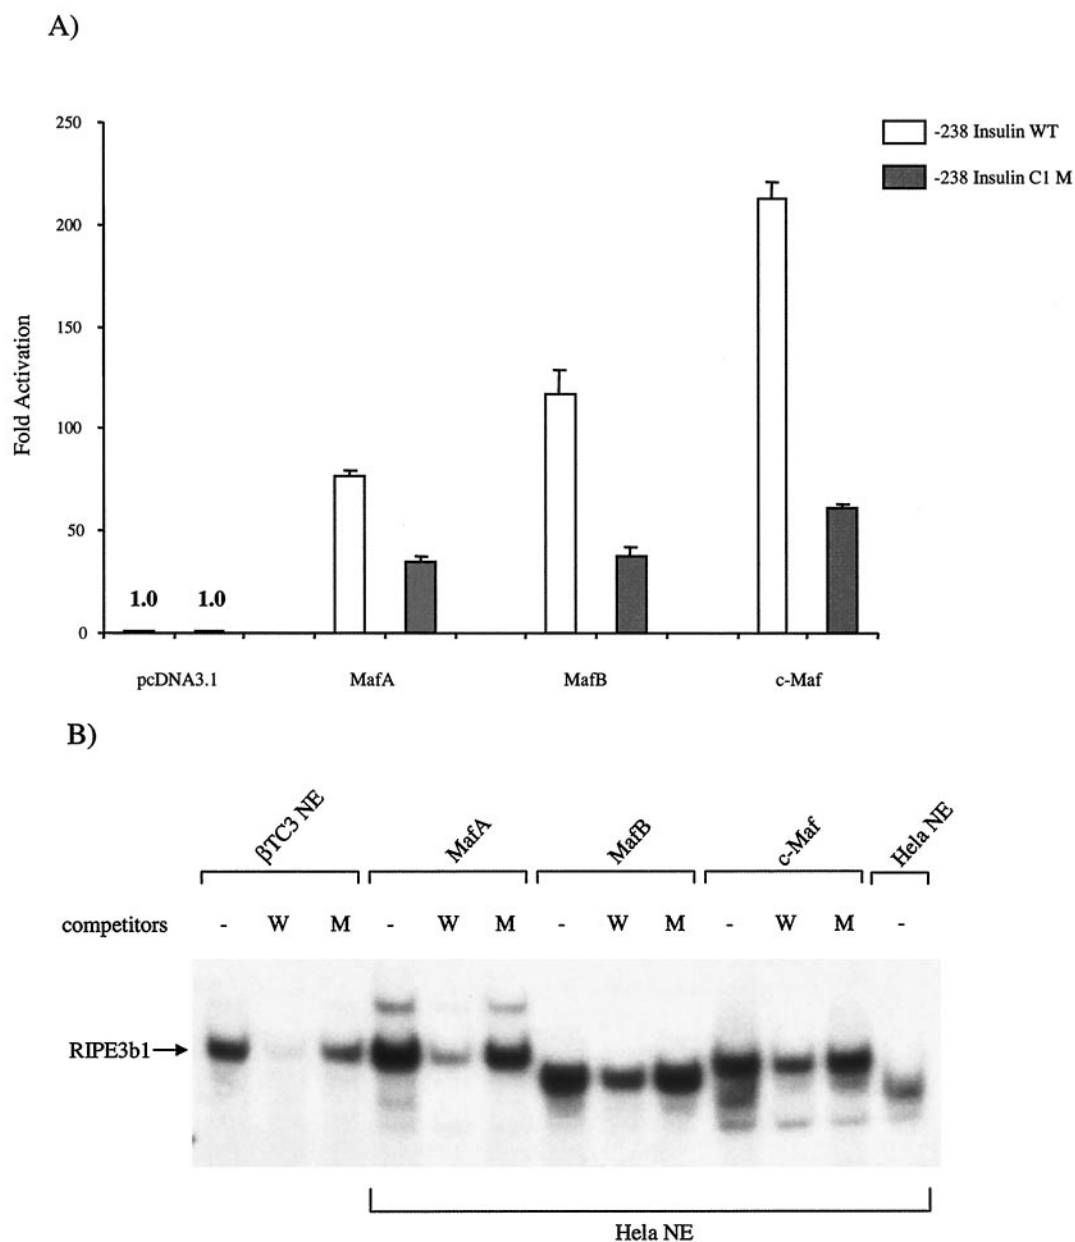 A)
250
200
150
100
50
0
Fold Activation
-238 Insulin WT
-238 Insulin C1 M
1.0 1.0
pcDNA3.1 MafA MafB c-Maf
B)
βTC3 NE MafA MafB c-Maf Hela NE
competitors - W M - W M - W M - W M -
RIPE3b1
Hela NE